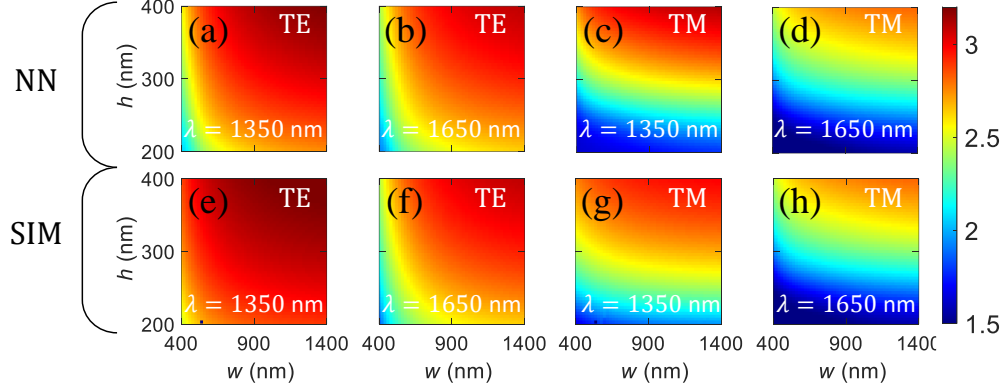 NN
400
300
200
h (nm)
(a) TE
λ = 1350 nm
(b) TE
λ = 1650 nm
(c) TM
λ = 1350 nm
(d) TM
λ = 1650 nm
SIM
400
300
200
h (nm)
(e) TE
λ = 1350 nm
(f) TE
λ = 1650 nm
(g) TM
λ = 1350 nm
(h) TM
λ = 1650 nm
400 900 1400 400 900 1400 400 900 1400 400 900 1400
w (nm) w (nm) w (nm) w (nm)
3
2.5
2
1.5